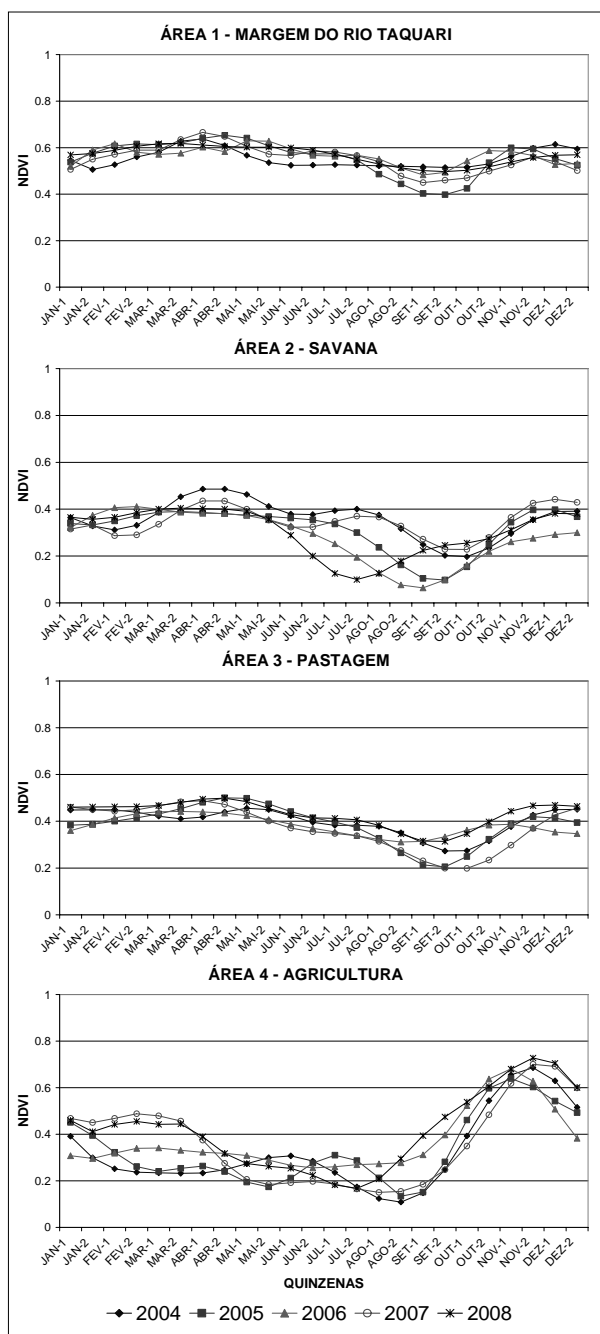 ÁREA 1 - MARGEM DO RIO TAQUARI
1
0.8
0.6
0.4
0.2
0
NDVI
JAN-1
JAN-2
FEV-1
FEV-2
MAR-1
MAR-2
ABR-1
ABR-2
MAI-1
MAI-2
JUN-1
JUN-2
JUL-1
JUL-2
AGO-1
AGO-2
SET-1
SET-2
OUT-1
OUT-2
NOV-1
NOV-2
DEZ-1
DEZ-2
ÁREA 2 - SAVANA
1
0.8
0.6
0.4
0.2
0
NDVI
JAN-1
JAN-2
FEV-1
FEV-2
MAR-1
MAR-2
ABR-1
ABR-2
MAI-1
MAI-2
JUN-1
JUN-2
JUL-1
JUL-2
AGO-1
AGO-2
SET-1
SET-2
OUT-1
OUT-2
NOV-1
NOV-2
DEZ-1
DEZ-2
ÁREA 3 - PASTAGEM
1
0.8
0.6
0.4
0.2
0
NDVI
JAN-1
JAN-2
FEV-1
FEV-2
MAR-1
MAR-2
ABR-1
ABR-2
MAI-1
MAI-2
JUN-1
JUN-2
JUL-1
JUL-2
AGO-1
AGO-2
SET-1
SET-2
OUT-1
OUT-2
NOV-1
NOV-2
DEZ-1
DEZ-2
ÁREA 4 - AGRICULTURA
1
0.8
0.6
0.4
0.2
0
NDVI
JAN-1
JAN-2
FEV-1
FEV-2
MAR-1
MAR-2
ABR-1
ABR-2
MAI-1
MAI-2
JUN-1
JUN-2
JUL-1
JUL-2
AGO-1
AGO-2
SET-1
SET-2
OUT-1
OUT-2
NOV-1
NOV-2
DEZ-1
DEZ-2
QUINZENAS
2004 2005 2006 2007 2008